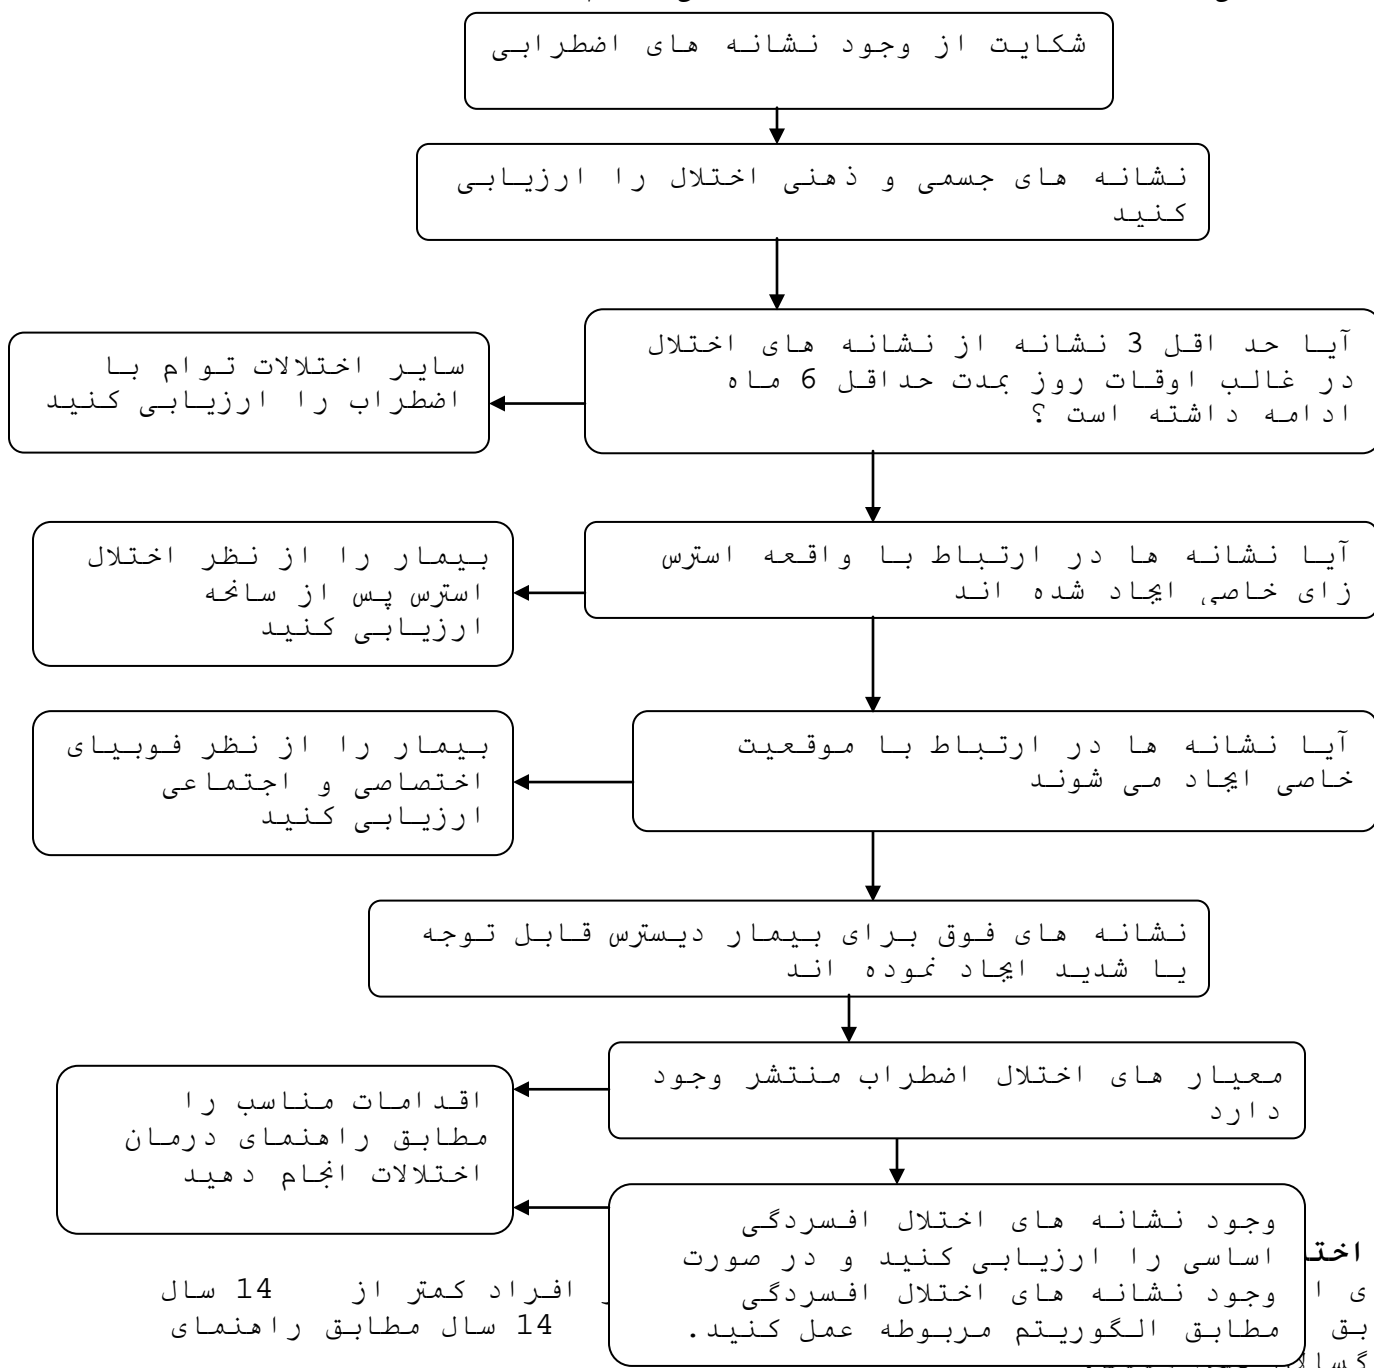 شکایت از وجود نشانه های اضطرابی
نشانه های جسمی و ذهنی اختلال را ارزیابی
کنید
آیا حد اقل 3 نشانه از نشانه های اختلال
در غالب اوقات روز بمدت حداقل 6 ماه
ادامه داشته است ؟
سایر اختلالات توام با
اضطراب را ارزیابی کنید
آیا نشانه ها در ارتباط با واقعه استرس
زای خاصی ایجاد شده اند
بیمار را از نظر اختلال
استرس پس از سانحه
ارزیابی کنید
آیا نشانه ها در ارتباط با موقعیت
خاصی ایجاد می شوند
بیمار را از نظر فوبیای
اختصاصی و اجتماعی
ارزیابی کنید
نشانه های فوق برای بیمار دیسترس قابل توجه
یا شدید ایجاد نموده اند
معیار های اختلال اضطراب منتشر وجود
دارد
اقدامات مناسب را
مطابق راهنمای درمان
اختلالات انجام دهید
وجود نشانه های اختلال افسردگی
اساسی را ارزیابی کنید و در صورت
وجود نشانه های اختلال افسردگی
مطابق الگوریتم مربوطه عمل کنید.
افراد کمتر از 14 سال
14 سال مطابق راهنمای